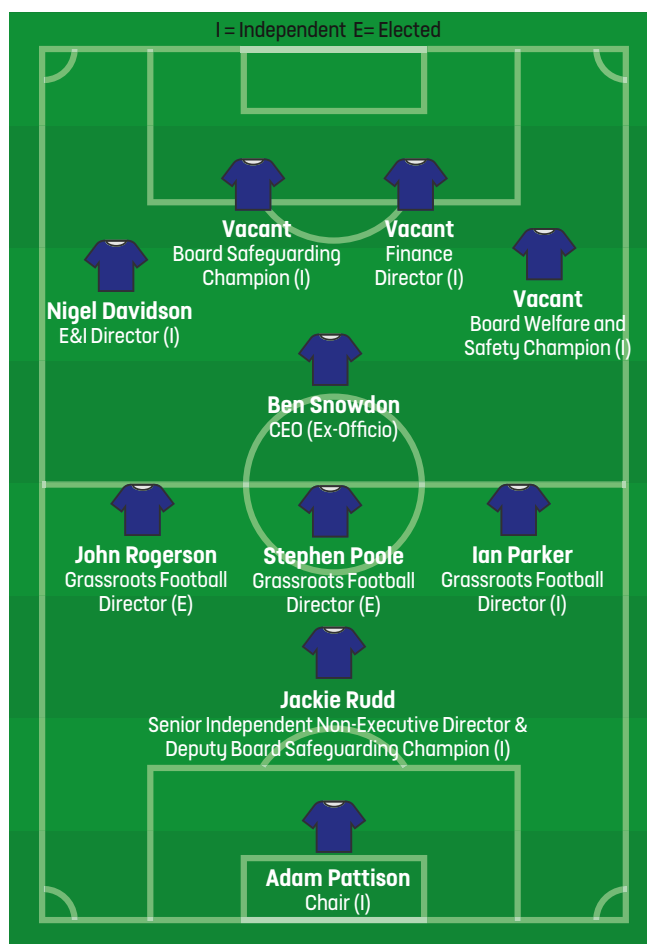 I = Independent E= Elected
Vacant
Board Safeguarding
Champion (I)
Vacant
Finance
Director (I)
Nigel Davidson
E&I Director (I)
Vacant
Board Welfare and
Safety Champion (I)
Ben Snowdon
CEO (Ex-Officio)
John Rogerson
Grassroots Football
Director (E)
Stephen Poole
Grassroots Football
Director (E)
Ian Parker
Grassroots Football
Director (I)
Jackie Rudd
Senior Independent Non-Executive Director &
Deputy Board Safeguarding Champion (I)
Adam Pattison
Chair (I)